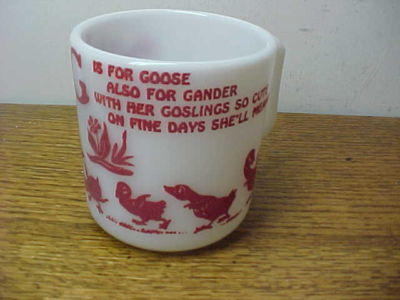 G IS FOR GOOSE
ALSO FOR GANDER
WITH HER GOSLINGS SO CUTE
ON FINE DAYS SHE'LL